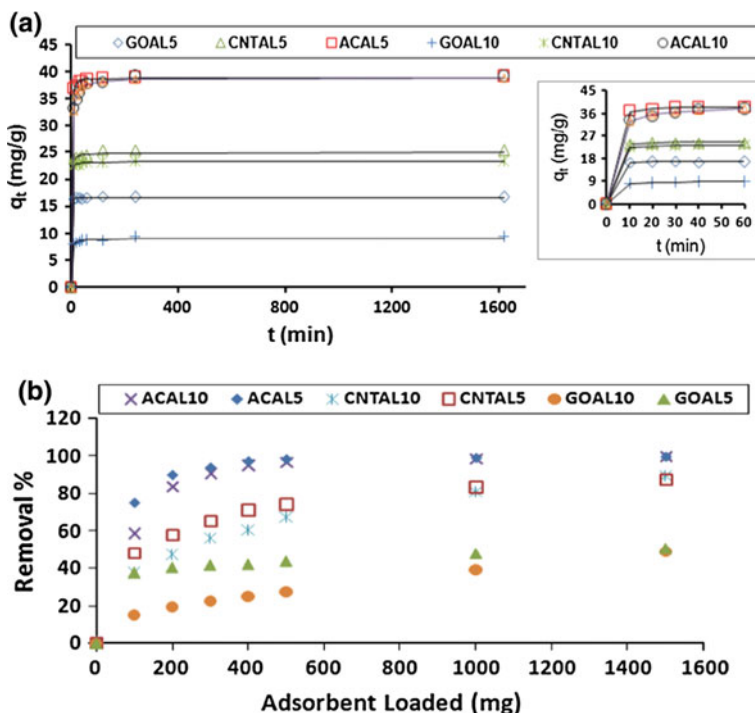 (a)
GOAL5 CNTAL5 ACAL5 GOAL10 CNTAL10 ACAL10
45
40
35
30
25
20
15
10
5
0
qt (mg/g)
0 400 800 1200 1600
t (min)
45
36
27
18
9
0
qt (mg/g)
0 10 20 30 40 50 60
t (min)
(b)
ACAL10 ACAL5 CNTAL10 CNTAL5 GOAL10 GOAL5
120
100
80
60
40
20
0
Removal %
0 200 400 600 800 1000 1200 1400 1600
Adsorbent Loaded (mg)